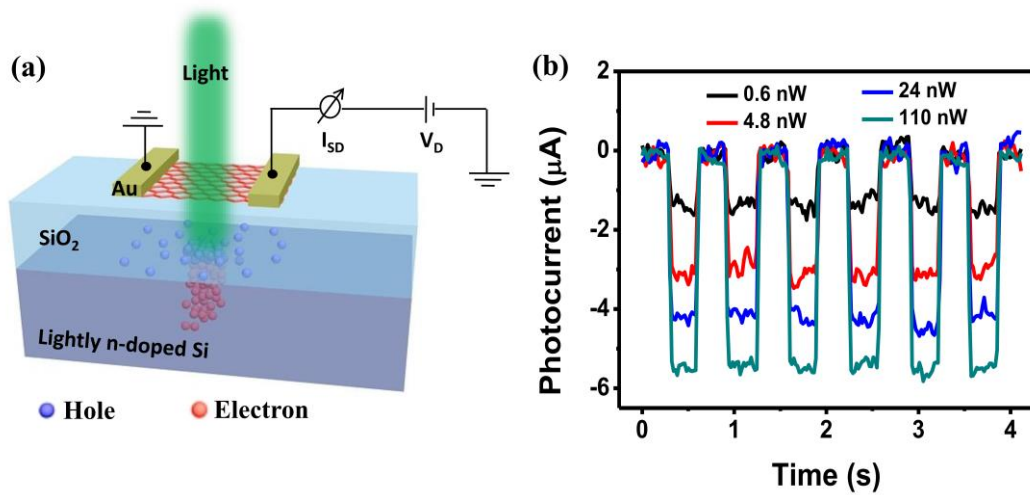 (a)
Light
I_SD
V_D
Au
SiO₂
Lightly n-doped Si
Hole
Electron
(b)
0.6 nW
24 nW
4.8 nW
110 nW
Photocurrent (μA)
2
0
-2
-4
-6
0 1 2 3 4
Time (s)